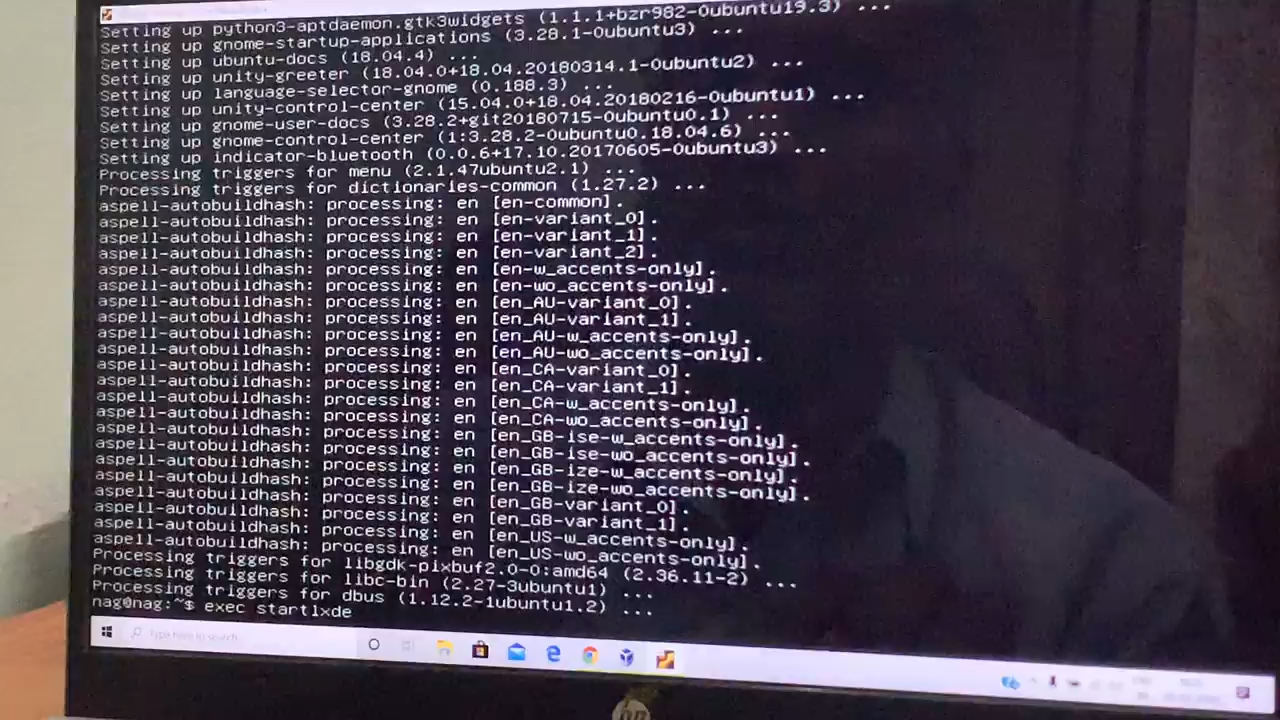 Setting up python3-aptdaemon.gtk3widgets (1.1.1+bzr982-0ubuntu19.3) ...
Setting up gnome-startup-applications (3.28.1-0ubuntu3) ...
Setting up ubuntu-docs (18.04.4) ...
Setting up unity-greeter (18.04.0+18.04.20180314.1-0ubuntu2) ...
Setting up language-selector-gnome (0.188.3) ...
Setting up unity-control-center (15.04.0+18.04.20180216-0ubuntu1) ...
Setting up gnome-user-docs (3.28.2+git20180715-0ubuntu0.1) ...
Setting up gnome-control-center (1:3.28.2-0ubuntu0.18.04.6) ...
Setting up indicator-bluetooth (0.0.6+17.10.20170605-0ubuntu3) ...
Processing triggers for menu (2.1.47ubuntu2.1) ...
Processing triggers for dictionaries-common (1.27.2) ...
aspell-autobuildhash: processing: en [en-common].
aspell-autobuildhash: processing: en [en-variant_0].
aspell-autobuildhash: processing: en [en-variant_1].
aspell-autobuildhash: processing: en [en-variant_2].
aspell-autobuildhash: processing: en [en-w_accents-only].
aspell-autobuildhash: processing: en [en-wo_accents-only].
aspell-autobuildhash: processing: en [en_AU-variant_0].
aspell-autobuildhash: processing: en [en_AU-variant_1].
aspell-autobuildhash: processing: en [en_AU-w_accents-only].
aspell-autobuildhash: processing: en [en_AU-wo_accents-only].
aspell-autobuildhash: processing: en [en_CA-variant_0].
aspell-autobuildhash: processing: en [en_CA-variant_1].
aspell-autobuildhash: processing: en [en_CA-w_accents-only].
aspell-autobuildhash: processing: en [en_CA-wo_accents-only].
aspell-autobuildhash: processing: en [en_GB-ise-w_accents-only].
aspell-autobuildhash: processing: en [en_GB-ise-wo_accents-only].
aspell-autobuildhash: processing: en [en_GB-ize-w_accents-only].
aspell-autobuildhash: processing: en [en_GB-ize-wo_accents-only].
aspell-autobuildhash: processing: en [en_GB-variant_0].
aspell-autobuildhash: processing: en [en_GB-variant_1].
aspell-autobuildhash: processing: en [en_US-w_accents-only].
aspell-autobuildhash: processing: en [en_US-wo_accents-only].
Processing triggers for libgdk-pixbuf2.0-0:amd64 (2.36.11-2) ...
Processing triggers for libc-bin (2.27-3ubuntu1) ...
Processing triggers for dbus (1.12.2-1ubuntu1.2) ...
nag@nag:~$ exec startlxde
Type here to search
hp